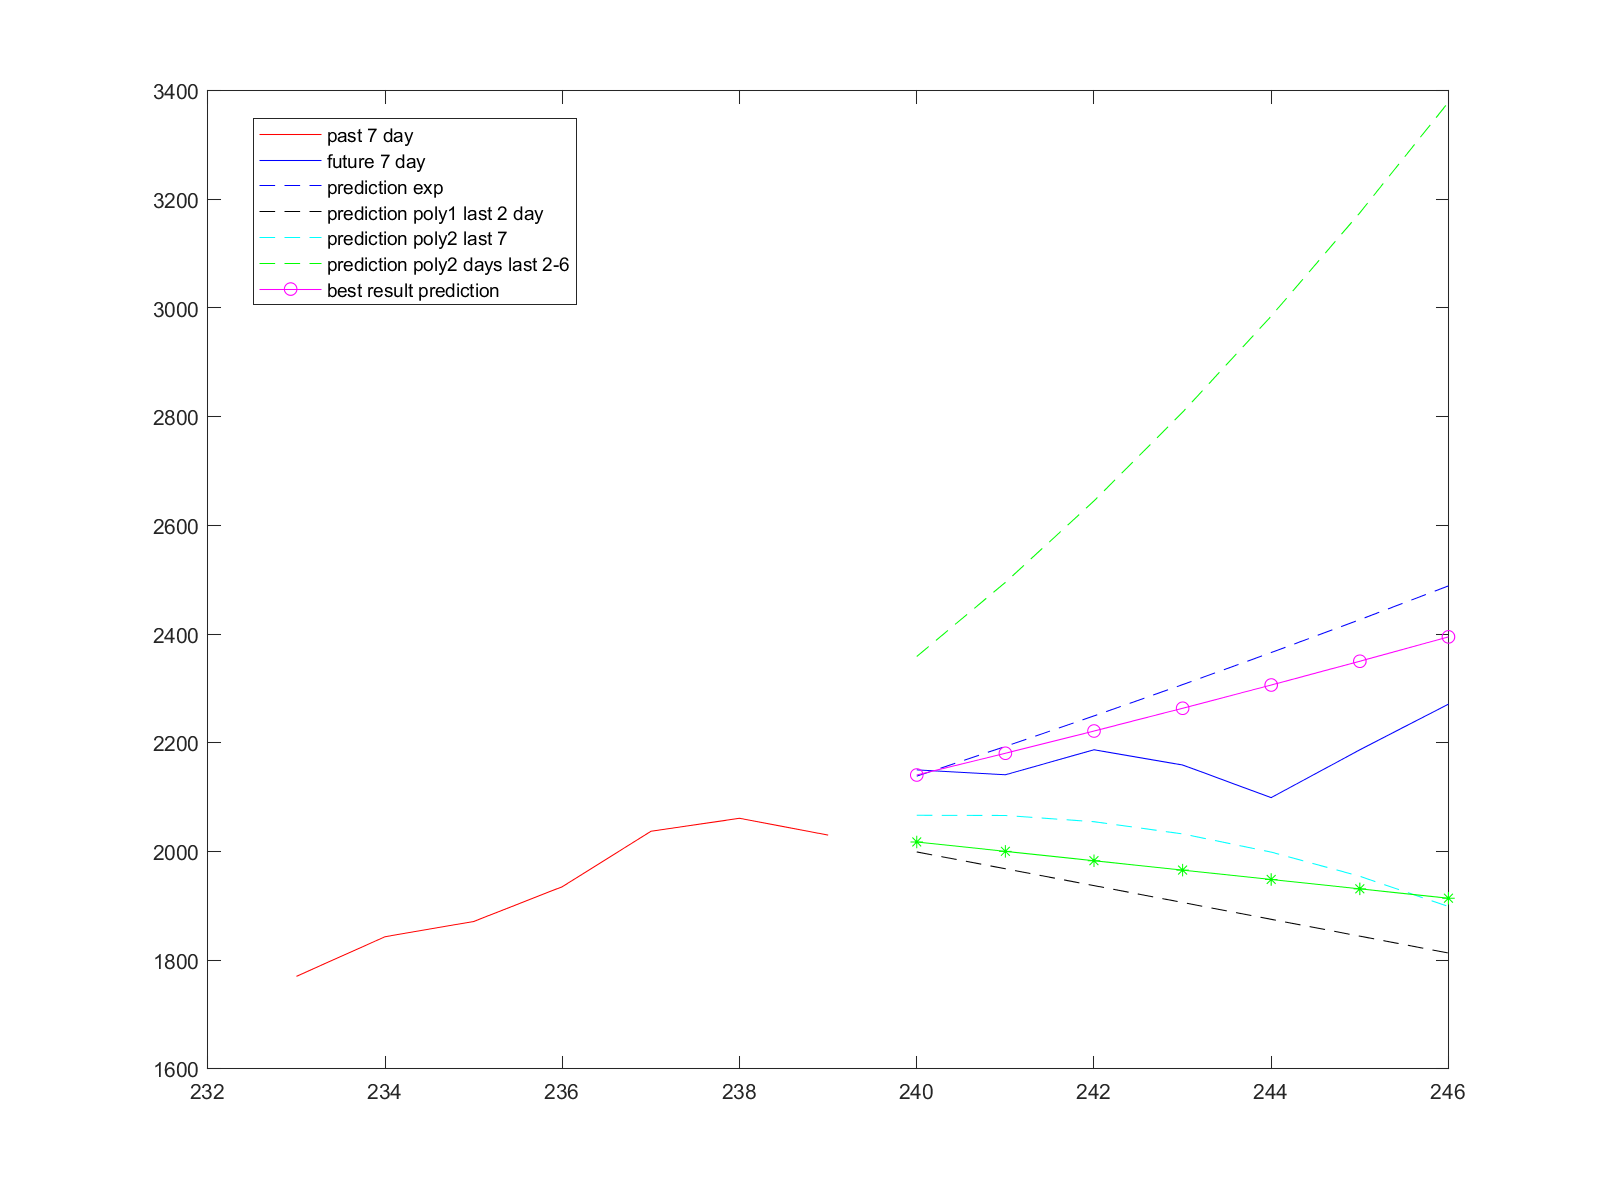 3400
3200
3000
2800
2600
2400
2200
2000
1800
1600
past 7 day
future 7 day
prediction exp
prediction poly1 last 2 day
prediction poly2 last 7
prediction poly2 days last 2-6
best result prediction
232 234 236 238 240 242 244 246